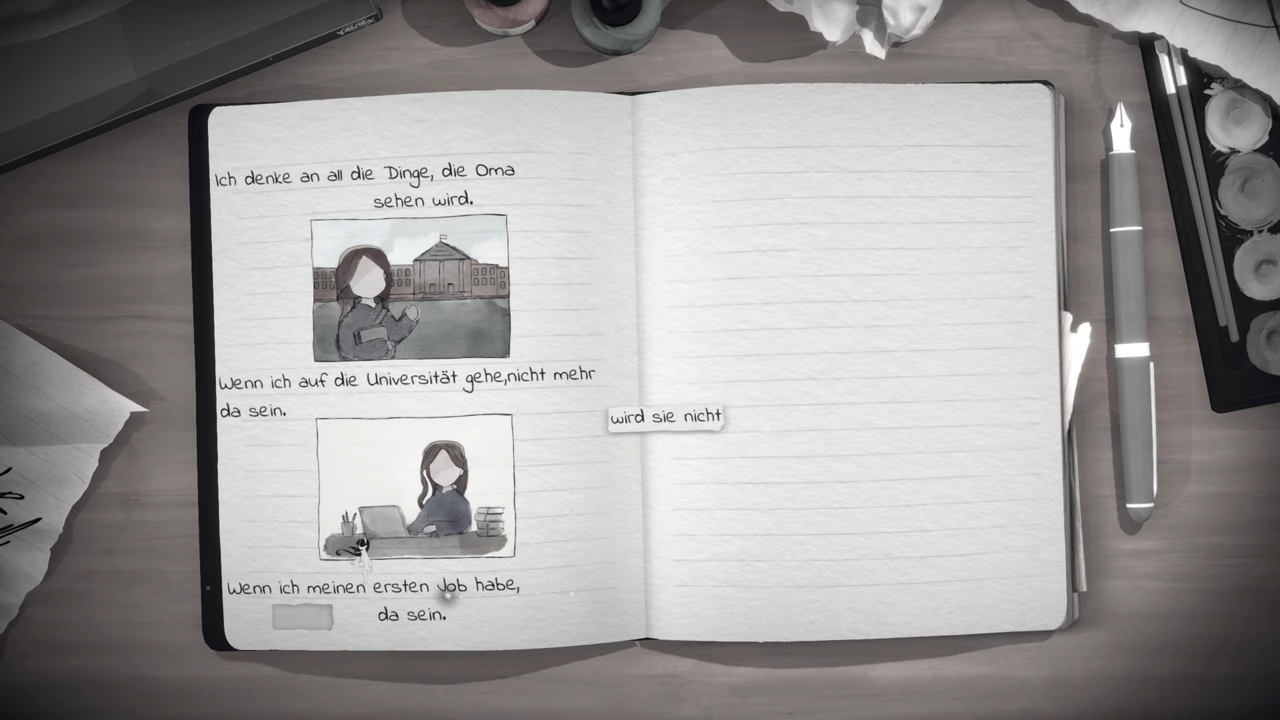 Ich denke an all die Dinge, die Oma
sehen wird.
Wenn ich auf die Universität gehe,nicht mehr
da sein.
wird sie nicht
Wenn ich meinen ersten Job habe,
da sein.